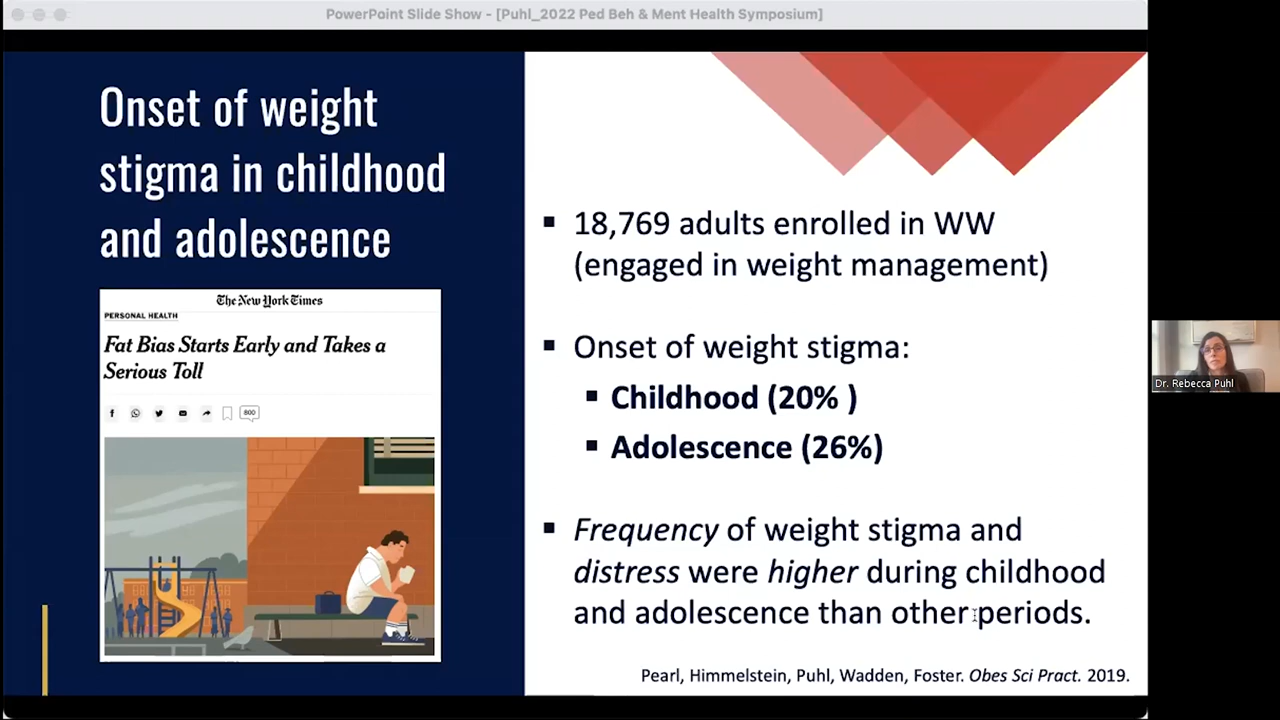 PowerPoint Slide Show - [Puhl_2022 Ped Beh & Ment Health Symposium]
Onset of weight
stigma in childhood
and adolescence
The New York Times
PERSONAL HEALTH
Fat Bias Starts Early and Takes a
Serious Toll
800
▪ 18,769 adults enrolled in WW
(engaged in weight management)
▪ Onset of weight stigma:
▪ Childhood (20% )
▪ Adolescence (26%)
▪ Frequency of weight stigma and
distress were higher during childhood
and adolescence than other periods.
Pearl, Himmelstein, Puhl, Wadden, Foster. Obes Sci Pract. 2019.
Dr. Rebecca Puhl